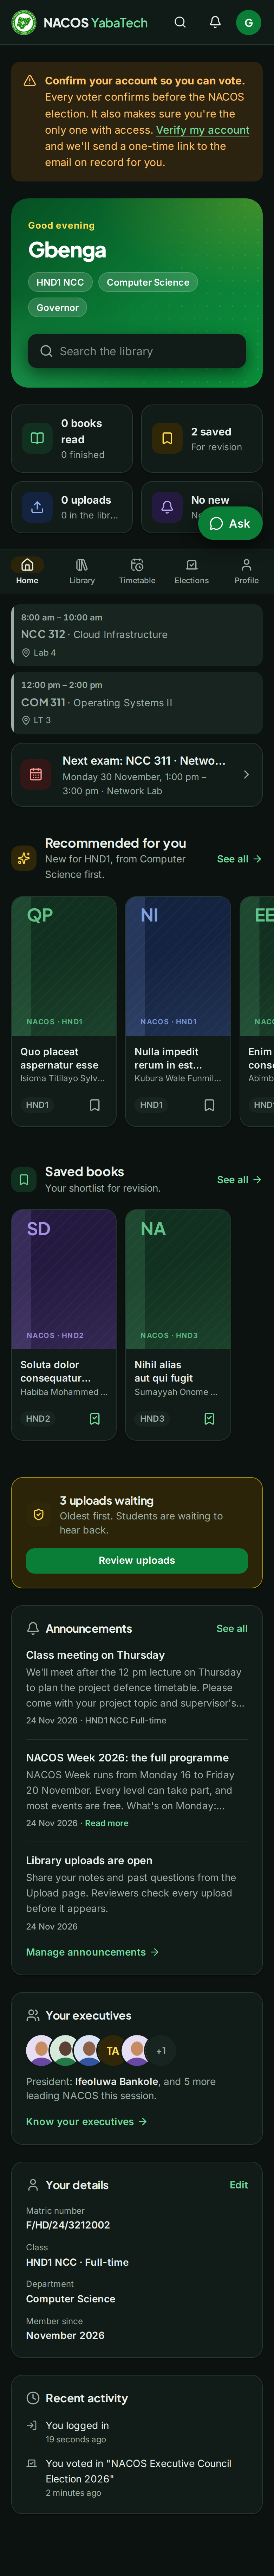 NACOS YabaTech
G
Confirm your account so you can vote.
Every voter confirms before the NACOS
election. It also makes sure you're the
only one with access. Verify my account
and we'll send a one-time link to the
email on record for you.
Good evening
Gbenga
HND1 NCC
Computer Science
Governor
Search the library
0 books
read
0 finished
2 saved
For revision
0 uploads
0 in the libr...
No new
Ask
Home
Library
Timetable
Elections
Profile
8:00 am – 10:00 am
NCC 312 · Cloud Infrastructure
Lab 4
12:00 pm – 2:00 pm
COM 311 · Operating Systems II
LT 3
Next exam: NCC 311 · Netwo...
Monday 30 November, 1:00 pm –
3:00 pm · Network Lab
Recommended for you
New for HND1, from Computer
Science first.
See all
QP
NACOS · HND1
Quo placeat
aspernatur esse
Isioma Titilayo Sylv...
HND1
NI
NACOS · HND1
Nulla impedit
rerum in est...
Kubura Wale Funmil...
HND1
EE
NACO
Enim
conse
Abimb
HND1
Saved books
Your shortlist for revision.
See all
SD
NACOS · HND2
Soluta dolor
consequatur...
Habiba Mohammed ...
HND2
NA
NACOS · HND3
Nihil alias
aut qui fugit
Sumayyah Onome ...
HND3
3 uploads waiting
Oldest first. Students are waiting to
hear back.
Review uploads
Announcements
See all
Class meeting on Thursday
We'll meet after the 12 pm lecture on Thursday
to plan the project defence timetable. Please
come with your project topic and supervisor's...
24 Nov 2026 · HND1 NCC Full-time
NACOS Week 2026: the full programme
NACOS Week runs from Monday 16 to Friday
20 November. Every level can take part, and
most events are free. What's on Monday:...
24 Nov 2026 · Read more
Library uploads are open
Share your notes and past questions from the
Upload page. Reviewers check every upload
before it appears.
24 Nov 2026
Manage announcements
Your executives
TA
+1
President: Ifeoluwa Bankole, and 5 more
leading NACOS this session.
Know your executives
Your details
Edit
Matric number
F/HD/24/3212002
Class
HND1 NCC · Full-time
Department
Computer Science
Member since
November 2026
Recent activity
You logged in
19 seconds ago
You voted in "NACOS Executive Council
Election 2026"
2 minutes ago